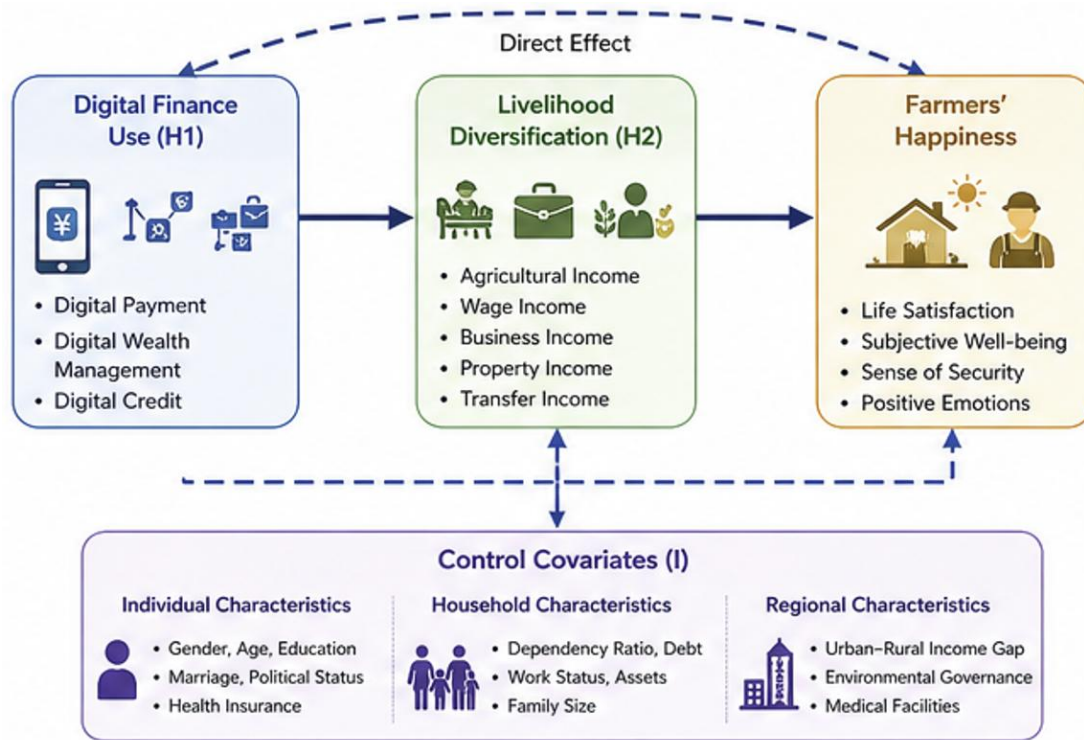 Direct Effect
Digital Finance
Use (H1)
¥
• Digital Payment
• Digital Wealth
Management
• Digital Credit
Livelihood
Diversification (H2)
• Agricultural Income
• Wage Income
• Business Income
• Property Income
• Transfer Income
Farmers’
Happiness
• Life Satisfaction
• Subjective Well-being
• Sense of Security
• Positive Emotions
Control Covariates (I)
Individual Characteristics
• Gender, Age, Education
• Marriage, Political Status
• Health Insurance
Household Characteristics
• Dependency Ratio, Debt
• Work Status, Assets
• Family Size
Regional Characteristics
• Urban–Rural Income Gap
• Environmental Governance
• Medical Facilities